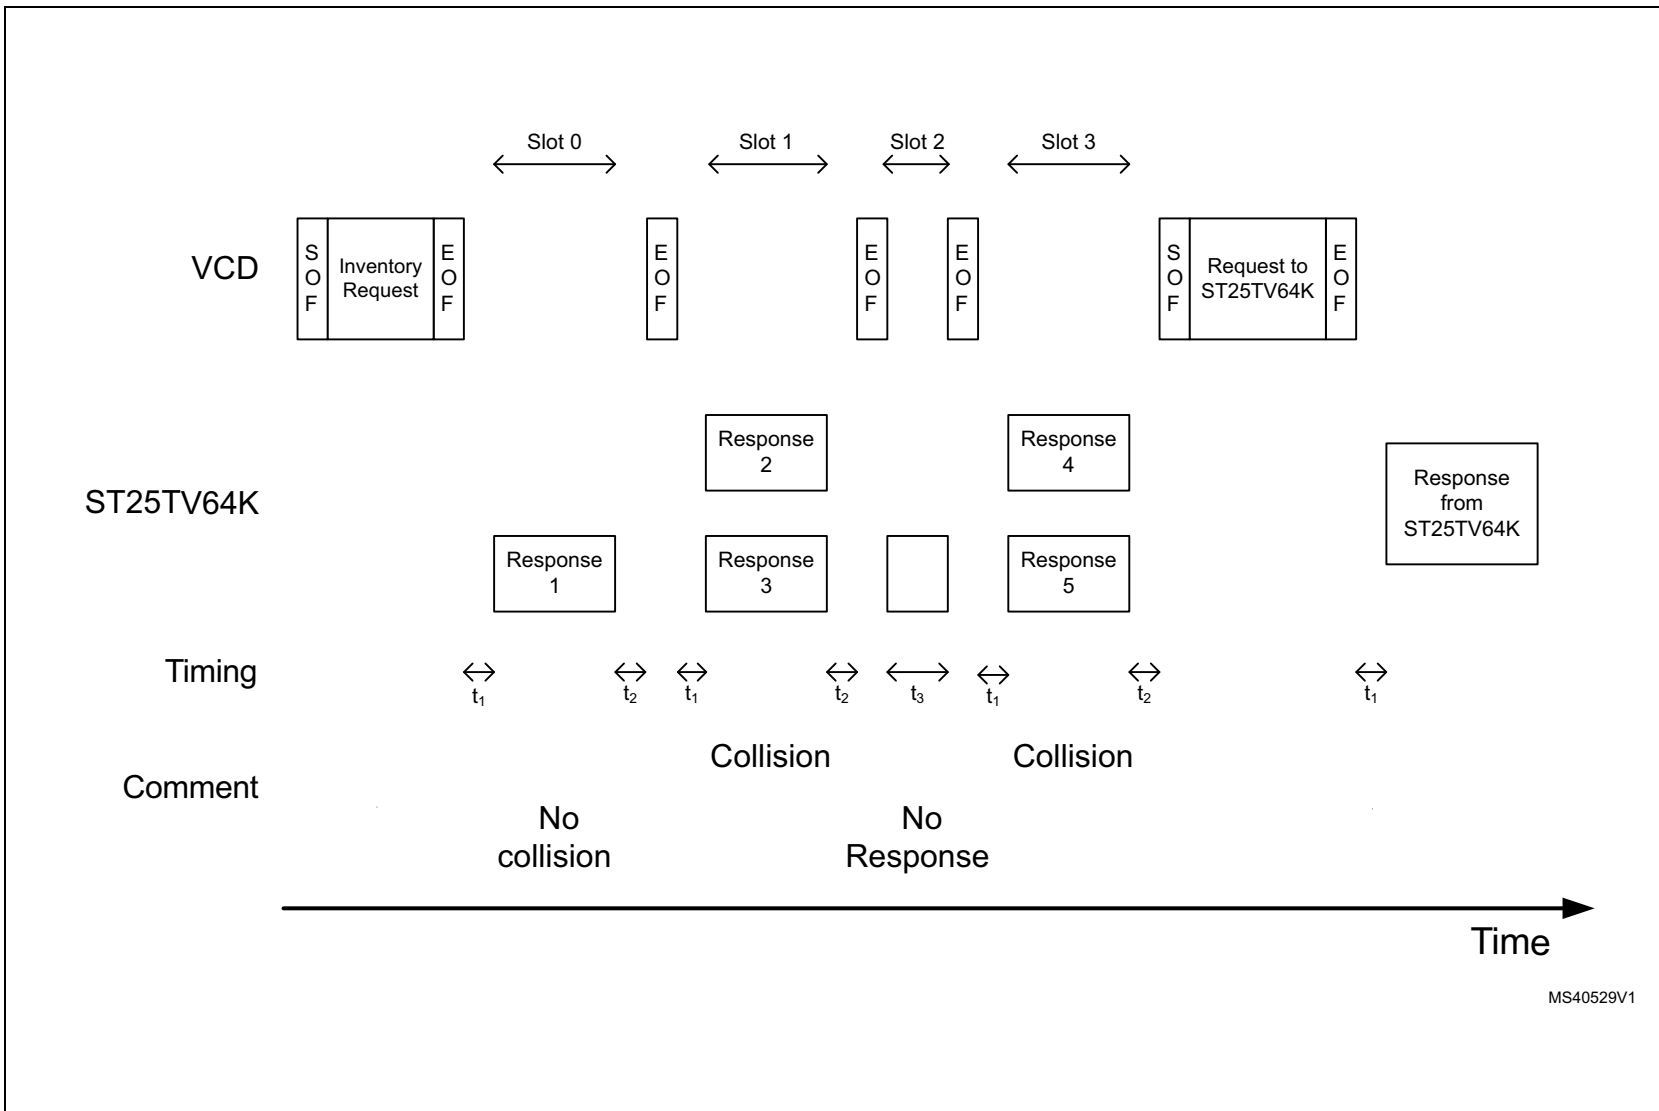 Slot 0
Slot 1
Slot 2
Slot 3
VCD
S
O
F
Inventory
Request
E
O
F
E
O
F
E
O
F
E
O
F
S
O
F
Request to
ST25TV64K
E
O
F
ST25TV64K
Response
1
Response
2
Response
3
Response
4
Response
5
Response
from
ST25TV64K
Timing
t1
t2
t1
t2
t3
t1
t2
t1
Comment
No
collision
Collision
No
Response
Collision
Time
MS40529V1